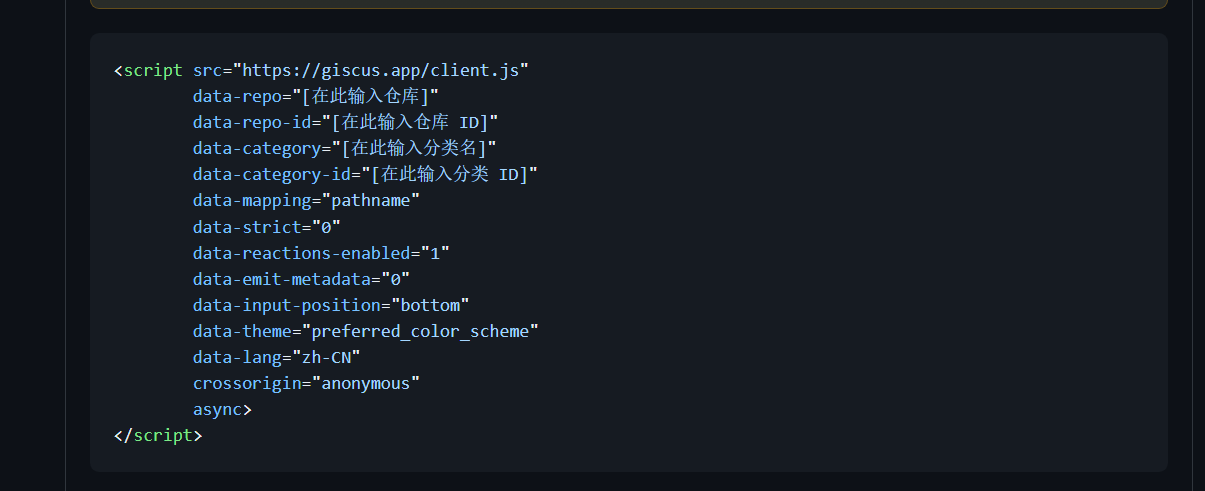 <script src="https://giscus.app/client.js"
        data-repo="[在此输入仓库]"
        data-repo-id="[在此输入仓库 ID]"
        data-category="[在此输入分类名]"
        data-category-id="[在此输入分类 ID]"
        data-mapping="pathname"
        data-strict="0"
        data-reactions-enabled="1"
        data-emit-metadata="0"
        data-input-position="bottom"
        data-theme="preferred_color_scheme"
        data-lang="zh-CN"
        crossorigin="anonymous"
        async>
</script>